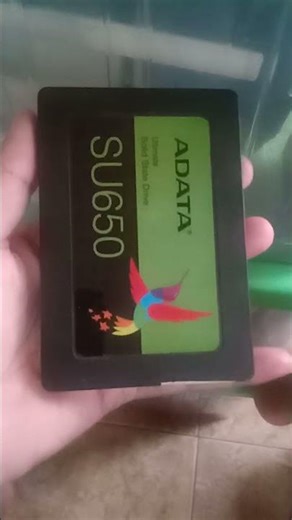 ADATA®
Ultimate
Solid State Drive
SU650